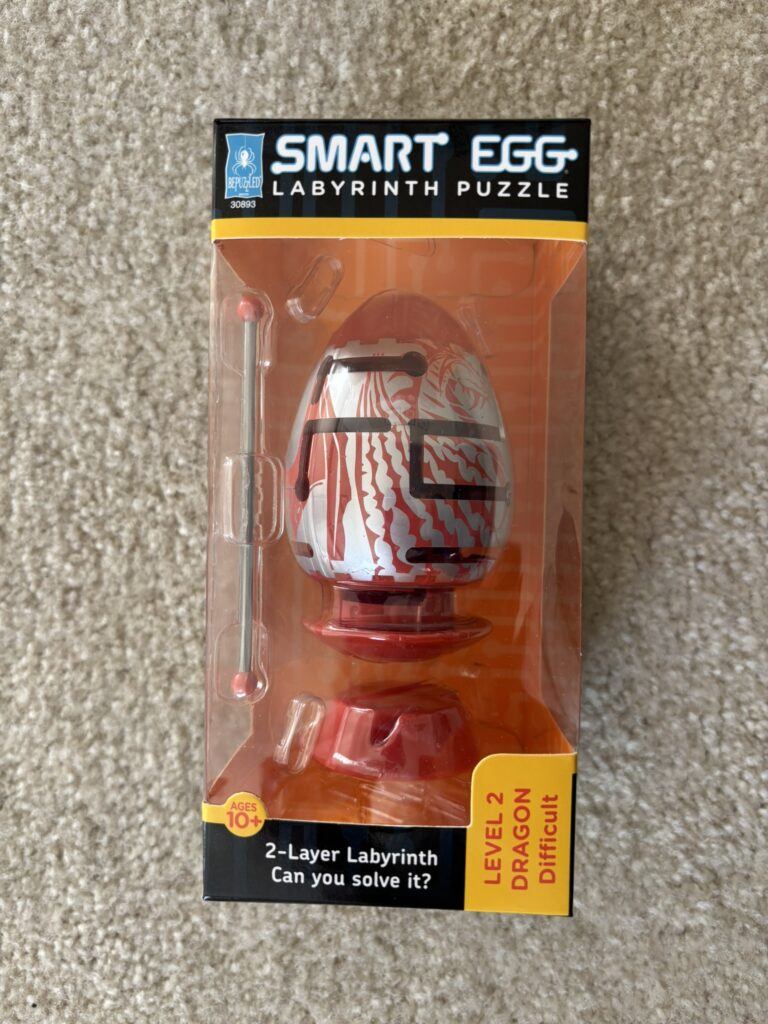 SMART EGG
LABYRINTH PUZZLE
BEPUZZLED
30893
AGES
10+
2-Layer Labyrinth
Can you solve it?
LEVEL 2
DRAGON
Difficult